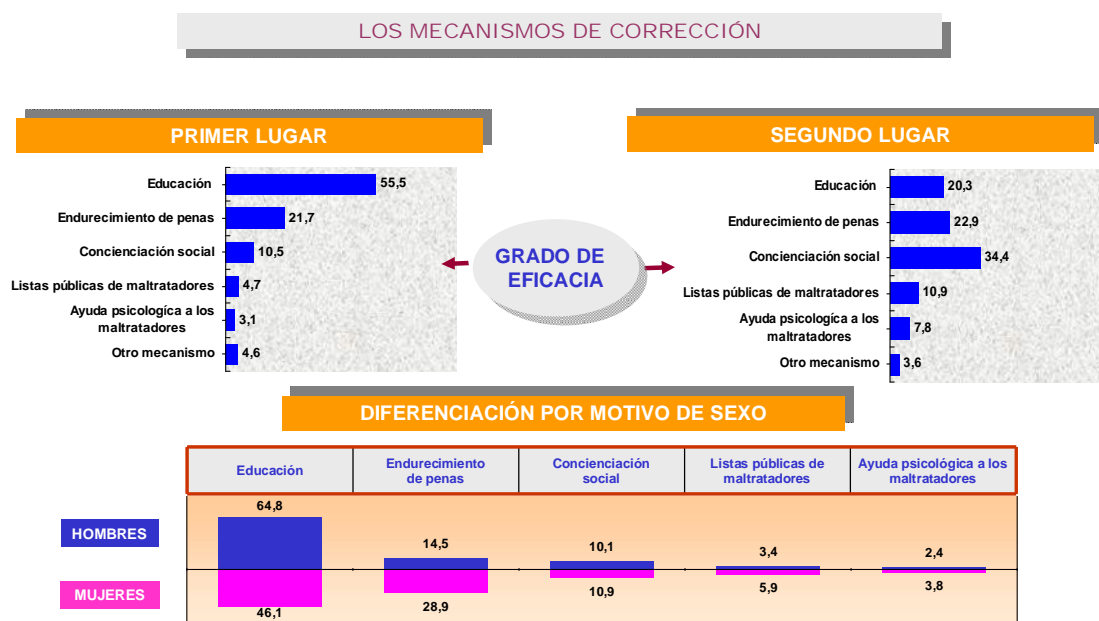 LOS MECANISMOS DE CORRECCIÓN
PRIMER LUGAR
Educación 55,5
Endurecimiento de penas 21,7
Concienciación social 10,5
Listas públicas de maltratadores 4,7
Ayuda psicologíca a los
maltratadores 3,1
Otro mecanismo 4,6
GRADO DE
EFICACIA
SEGUNDO LUGAR
Educación 20,3
Endurecimiento de penas 22,9
Concienciación social 34,4
Listas públicas de maltratadores 10,9
Ayuda psicologíca a los
maltratadores 7,8
Otro mecanismo 3,6
DIFERENCIACIÓN POR MOTIVO DE SEXO
Educación
Endurecimiento
de penas
Concienciación
social
Listas públicas de
maltratadores
Ayuda psicológica a los
maltratadores
HOMBRES
64,8 14,5 10,1 3,4 2,4
MUJERES
46,1 28,9 10,9 5,9 3,8